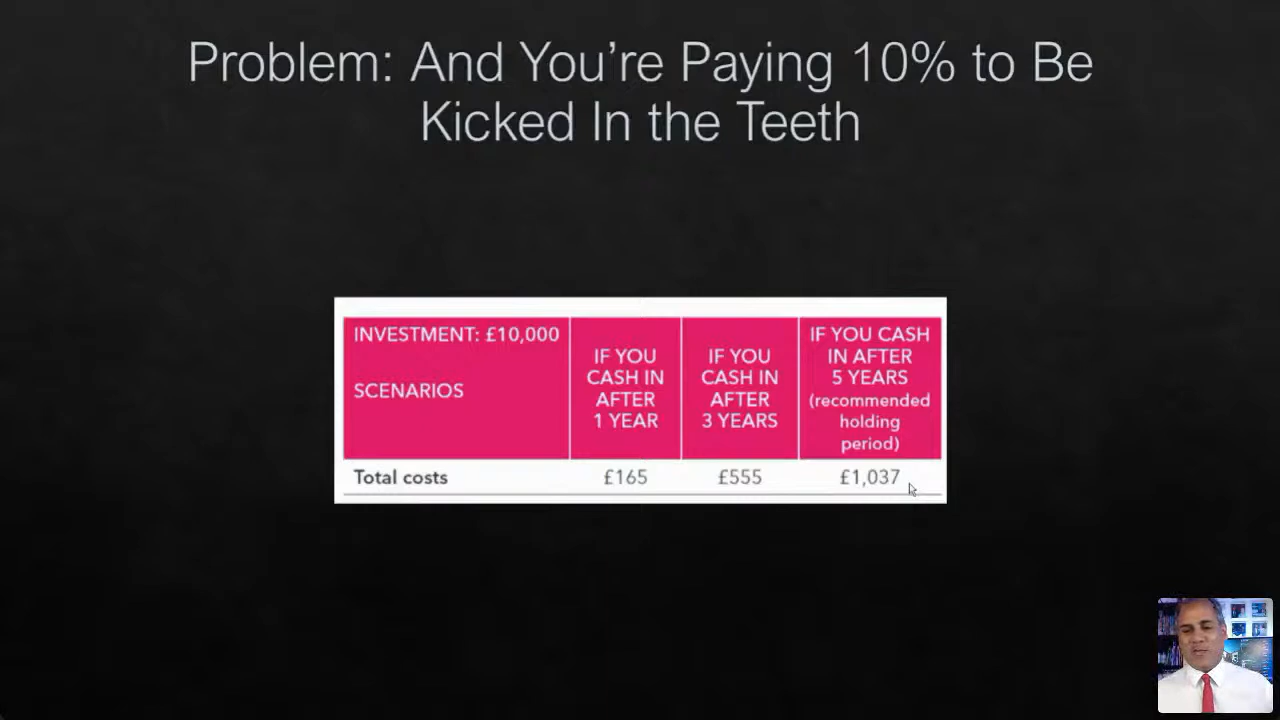 Problem: And You’re Paying 10% to Be
Kicked In the Teeth
INVESTMENT: £10,000
SCENARIOS
IF YOU
CASH IN
AFTER
1 YEAR
IF YOU
CASH IN
AFTER
3 YEARS
IF YOU CASH
IN AFTER
5 YEARS
(recommended
holding
period)
Total costs
£165
£555
£1,037